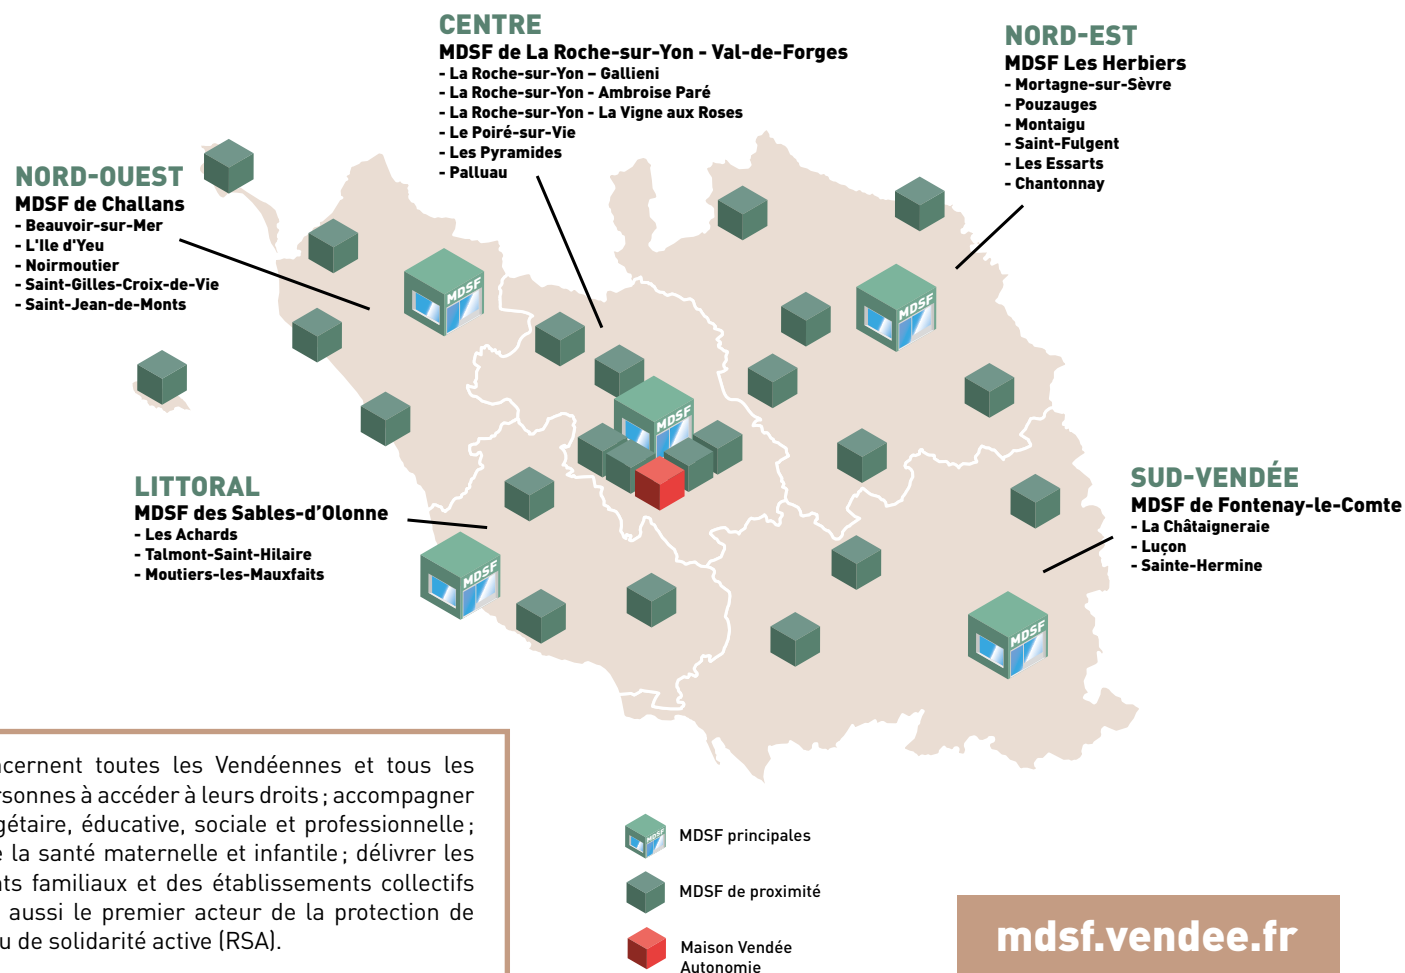 CENTRE
MDSF de La Roche-sur-Yon - Val-de-Forges
- La Roche-sur-Yon – Gallieni
- La Roche-sur-Yon - Ambroise Paré
- La Roche-sur-Yon - La Vigne aux Roses
- Le Poiré-sur-Vie
- Les Pyramides
- Palluau
NORD-EST
MDSF Les Herbiers
- Mortagne-sur-Sèvre
- Pouzauges
- Montaigu
- Saint-Fulgent
- Les Essarts
- Chantonnay
NORD-OUEST
MDSF de Challans
- Beauvoir-sur-Mer
- L'Ile d'Yeu
- Noirmoutier
- Saint-Gilles-Croix-de-Vie
- Saint-Jean-de-Monts
MDSF
MDSF
MDSF
LITTORAL
MDSF des Sables-d’Olonne
- Les Achards
- Talmont-Saint-Hilaire
- Moutiers-les-Mauxfaits
MDSF
SUD-VENDÉE
MDSF de Fontenay-le-Comte
- La Châtaigneraie
- Luçon
- Sainte-Hermine
MDSF
ncernent toutes les Vendéennes et tous les
ersonnes à accéder à leurs droits ; accompagner
gétaire, éducative, sociale et professionnelle ;
e la santé maternelle et infantile ; délivrer les
nts familiaux et des établissements collectifs
aussi le premier acteur de la protection de
u de solidarité active (RSA).
MDSF
MDSF principales
MDSF de proximité
Maison Vendée
Autonomie
mdsf.vendee.fr